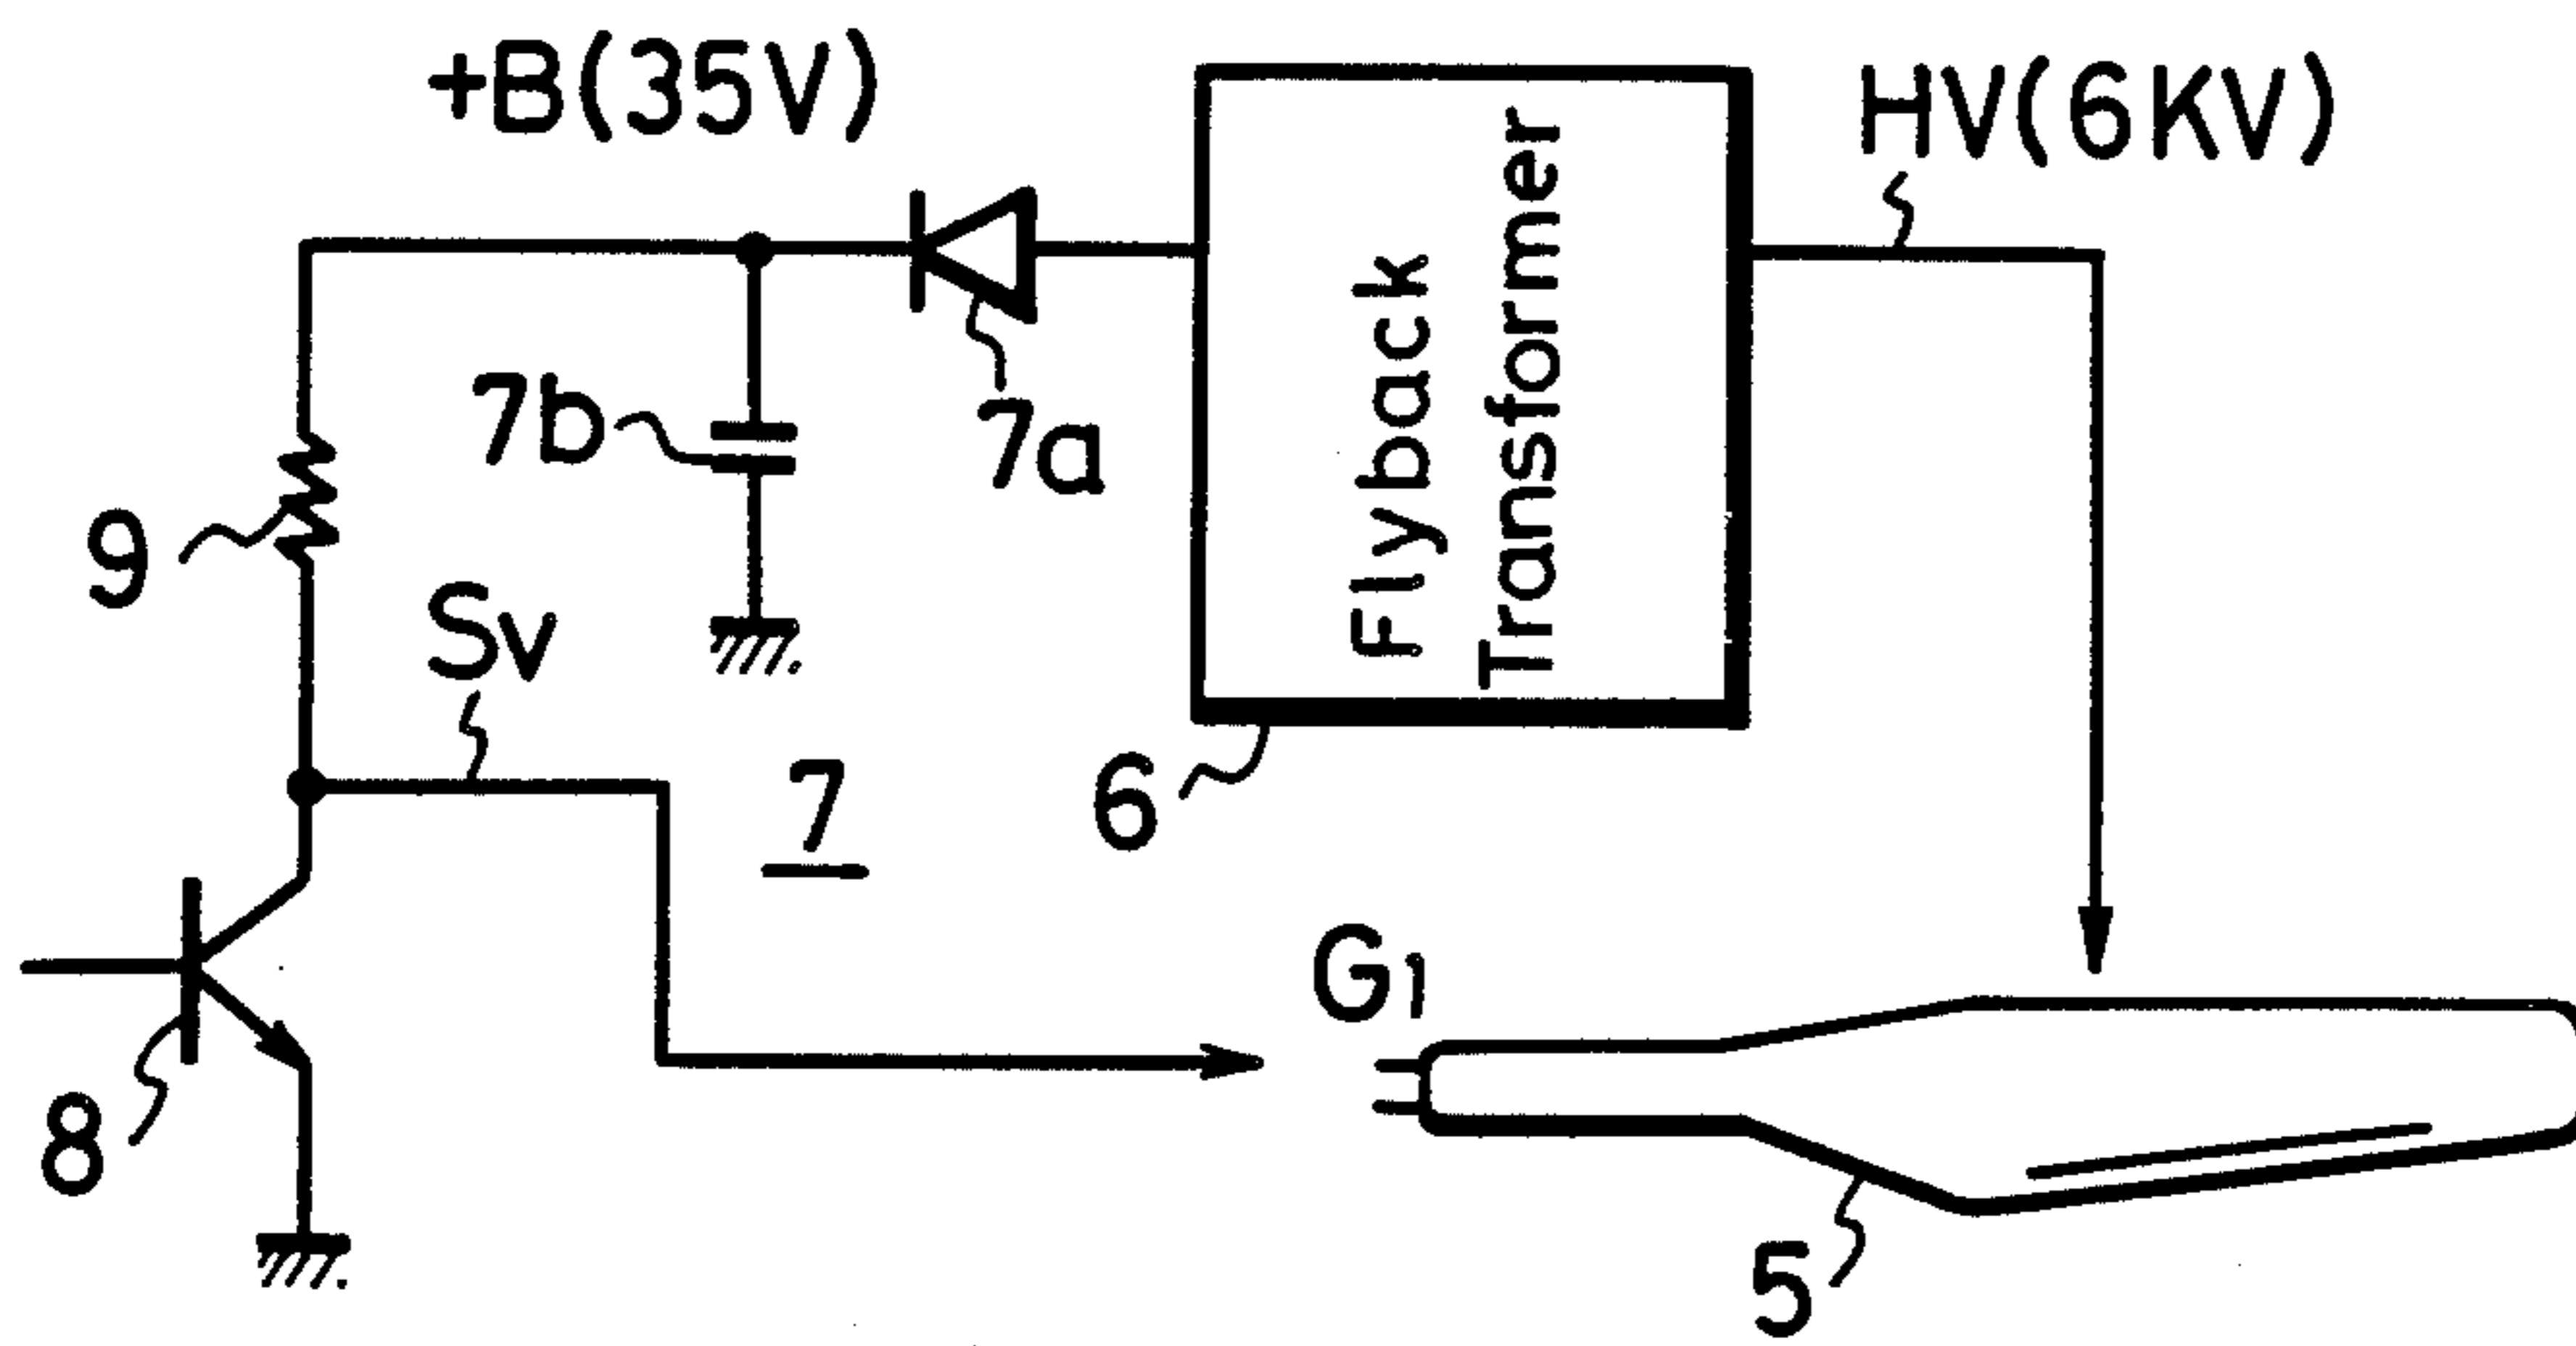 +B(35V)
HV(6KV)
Flyback
Transformer
7b
7a
9
Sv
7
6
G1
8
5